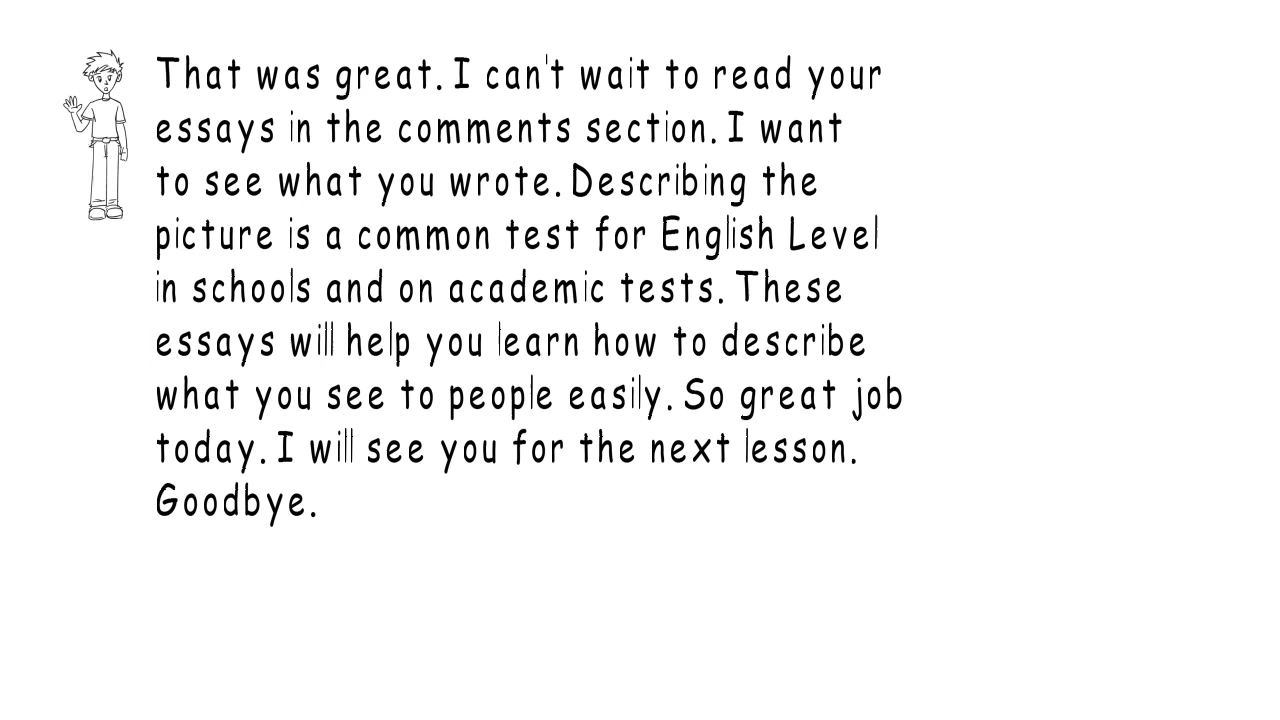 That was great. I can't wait to read your
essays in the comments section. I want
to see what you wrote. Describing the
picture is a common test for English Level
in schools and on academic tests. These
essays will help you learn how to describe
what you see to people easily. So great job
today. I will see you for the next lesson.
Goodbye.